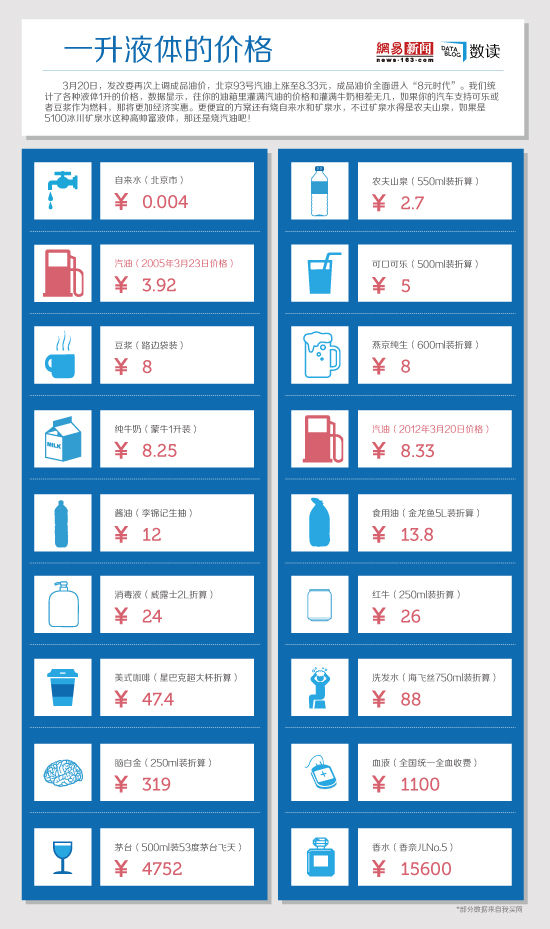 一升液体的价格
網易 新闻
news·163·com
DATA
BLOG
数读
3月20日，发改委再次上调成品油价，北京93号汽油上涨至8.33元，成品油价全面进入“8元时代”。我们统
计了各种液体1升的价格，数据显示，往你的油箱里灌满汽油的价格和灌满牛奶相差无几，如果你的汽车支持可乐或
者豆浆作为燃料，那将更加经济实惠。更便宜的方案还有烧自来水和矿泉水，不过矿泉水得是农夫山泉，如果是
5100冰川矿泉水这种高帅富液体，那还是烧汽油吧！
自来水（北京市）
¥ 0.004
农夫山泉（550ml装折算）
¥ 2.7
汽油（2005年3月23日价格）
¥ 3.92
可口可乐（500ml装折算）
¥ 5
豆浆（路边袋装）
¥ 8
燕京纯生（600ml装折算）
¥ 8
MILK
纯牛奶（蒙牛1升装）
¥ 8.25
汽油（2012年3月20日价格）
¥ 8.33
酱油（李锦记生抽）
¥ 12
食用油（金龙鱼5L装折算）
¥ 13.8
消毒液（威露士2L折算）
¥ 24
红牛（250ml装折算）
¥ 26
美式咖啡（星巴克超大杯折算）
¥ 47.4
洗发水（海飞丝750ml装折算）
¥ 88
脑白金（250ml装折算）
¥ 319
血液（全国统一全血收费）
¥ 1100
茅台（500ml装53度茅台飞天）
¥ 4752
香水（香奈儿No.5）
¥ 15600
*部分数据来自我买网